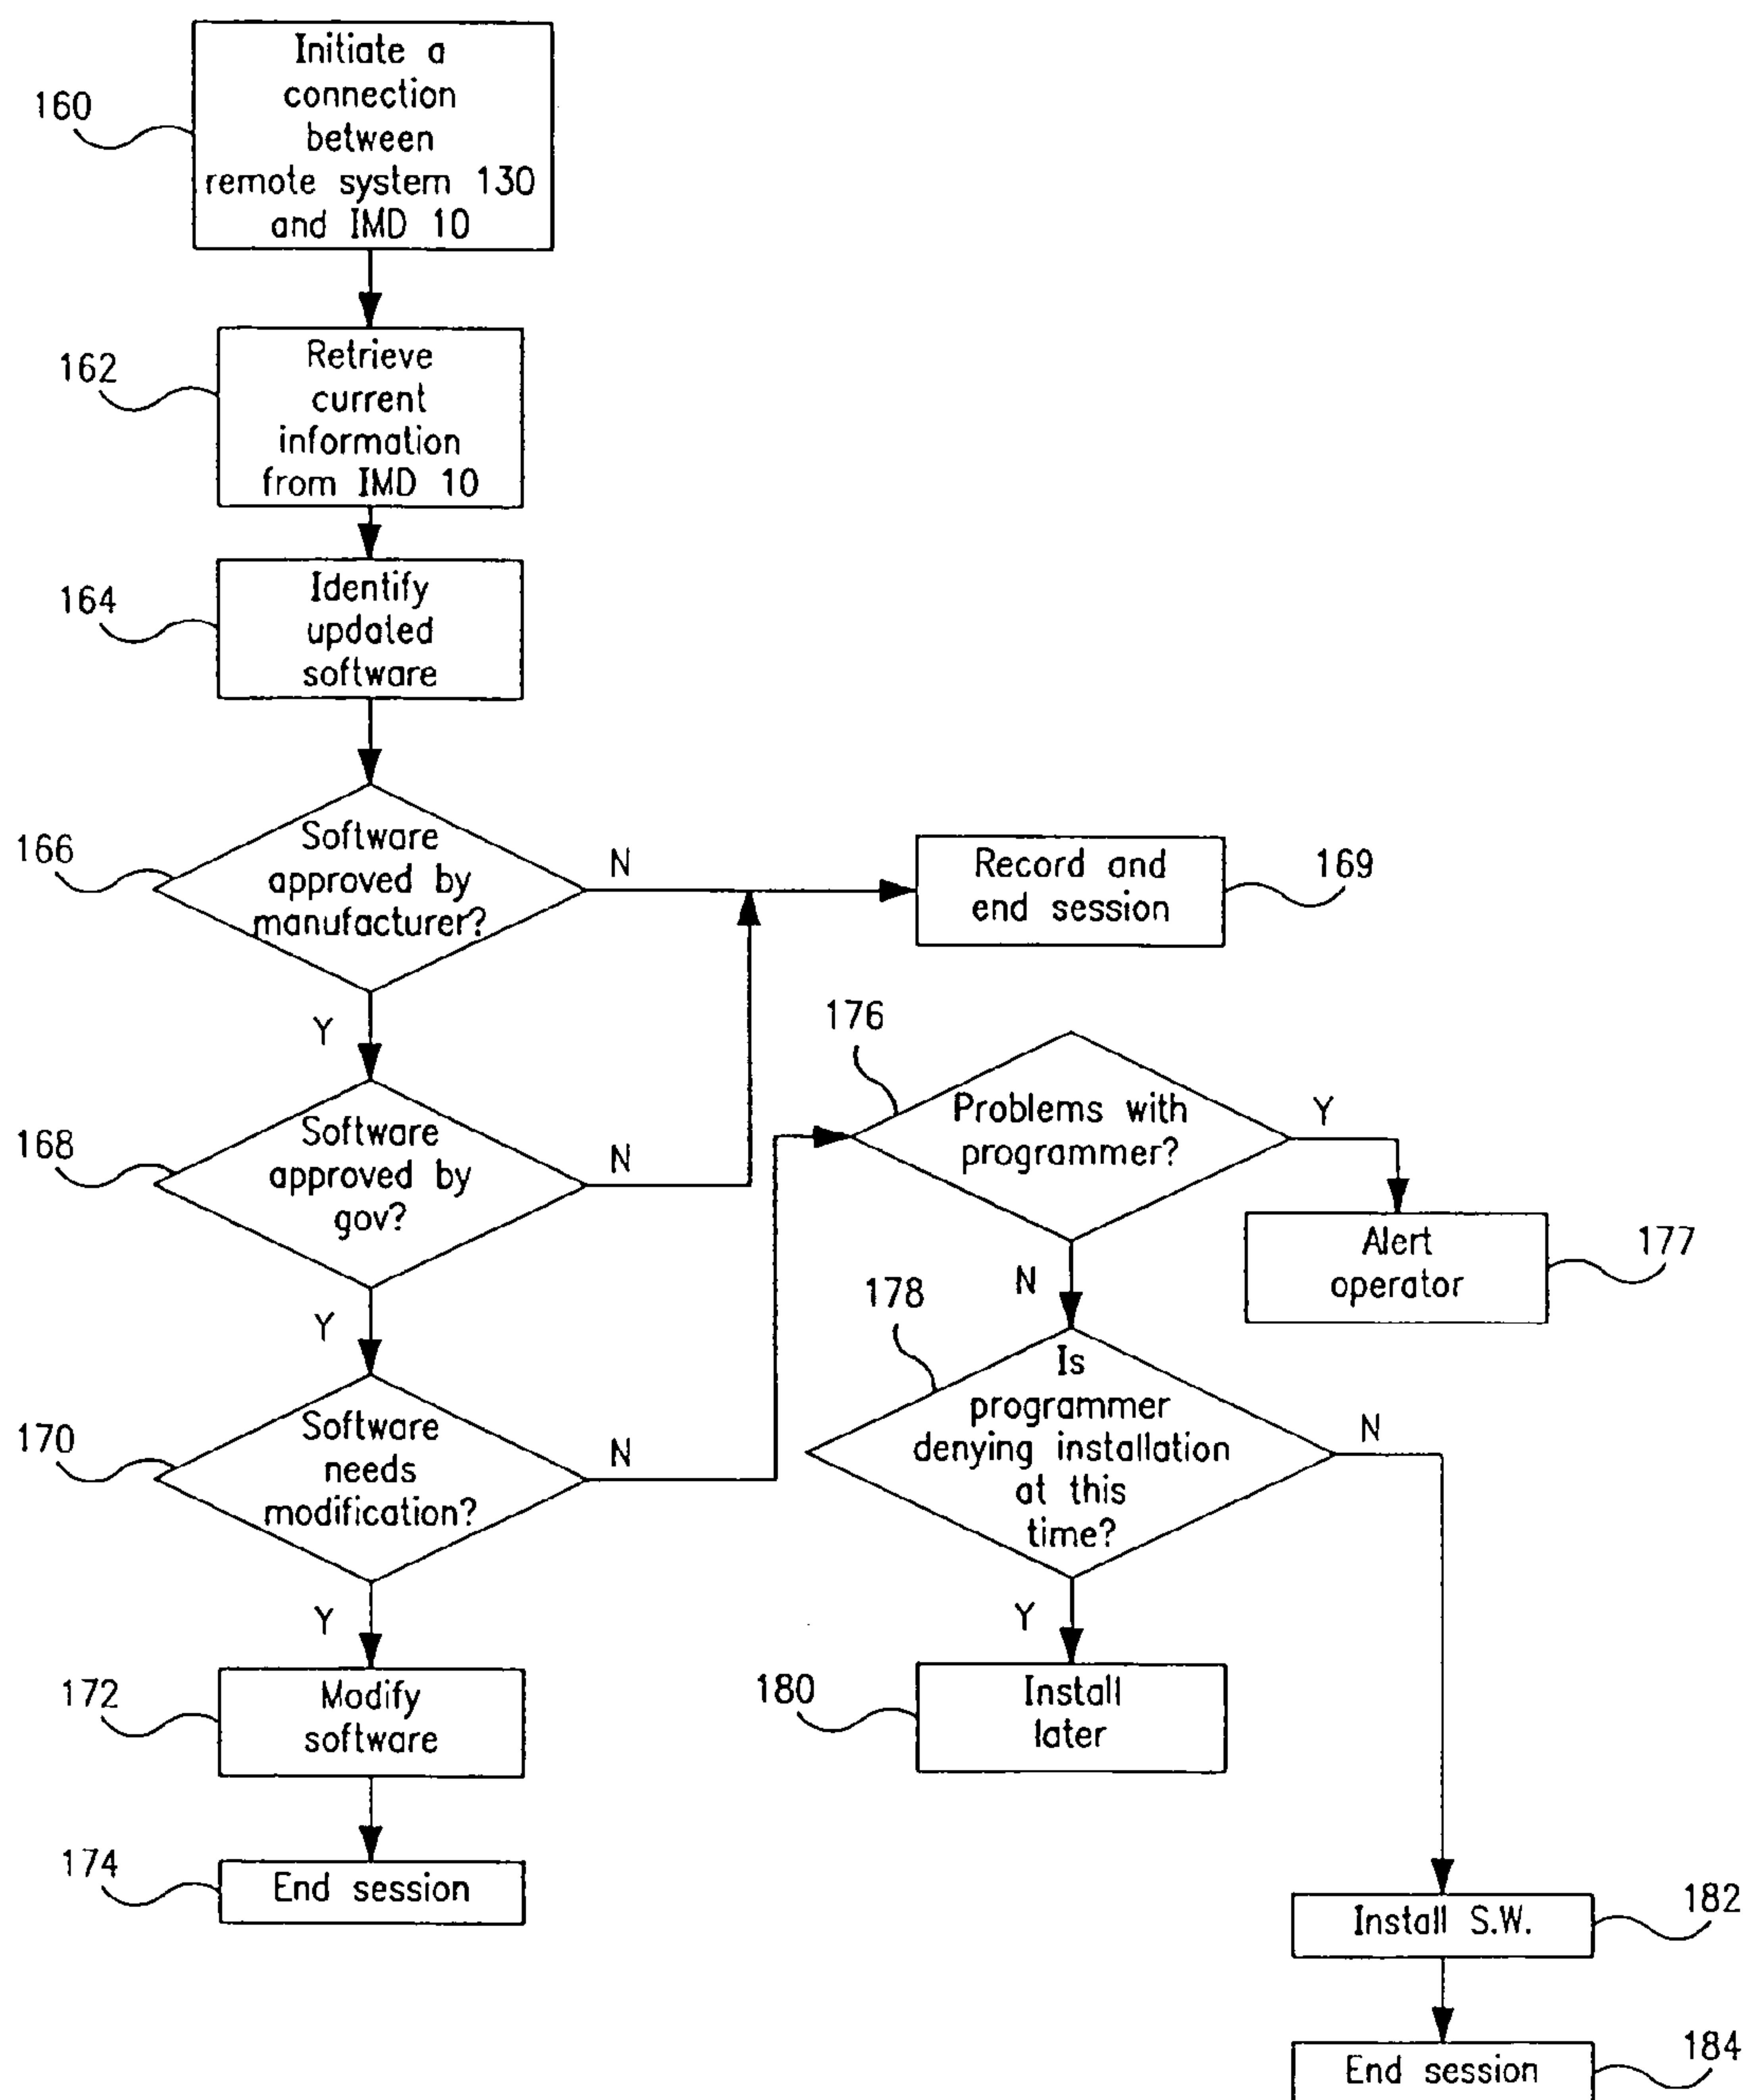 160
Initiate a
connection
between
remote system 130
and IMD 10
162
Retrieve
current
information
from IMD 10
164
Identify
updated
software
166
Software
approved by
manufacturer?
N
Record and
end session
169
Y
168
Software
approved by
gov?
N
Y
170
Software
needs
modification?
N
Y
172
Modify
software
174
End session
176
Problems with
programmer?
Y
Alert
operator
177
N
178
Is
programmer
denying installation
at this
time?
N
Y
180
Install
later
Install S.W.
182
End session
184